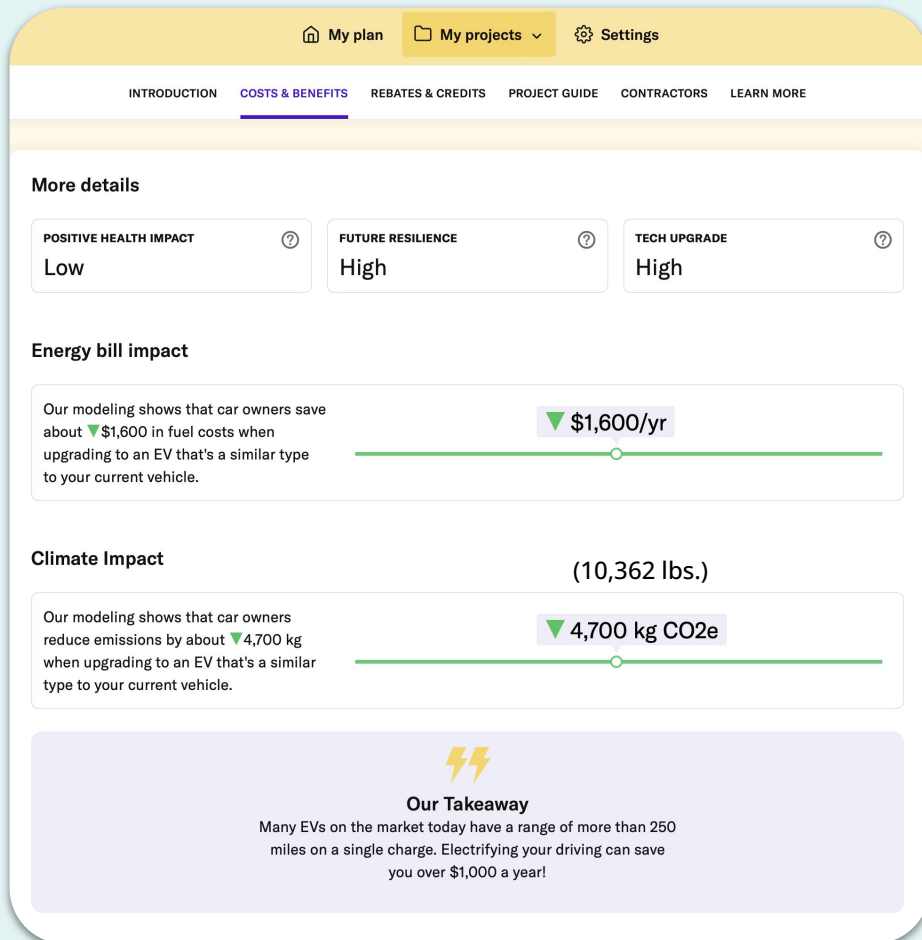 My plan My projects Settings
INTRODUCTION COSTS & BENEFITS REBATES & CREDITS PROJECT GUIDE CONTRACTORS LEARN MORE
More details
POSITIVE HEALTH IMPACT ?
Low
FUTURE RESILIENCE ?
High
TECH UPGRADE ?
High
Energy bill impact
Our modeling shows that car owners save
about ▼$1,600 in fuel costs when
upgrading to an EV that's a similar type
to your current vehicle.
▼ $1,600/yr
Climate Impact
(10,362 lbs.)
Our modeling shows that car owners
reduce emissions by about ▼4,700 kg
when upgrading to an EV that's a similar
type to your current vehicle.
▼ 4,700 kg CO2e
Our Takeaway
Many EVs on the market today have a range of more than 250
miles on a single charge. Electrifying your driving can save
you over $1,000 a year!